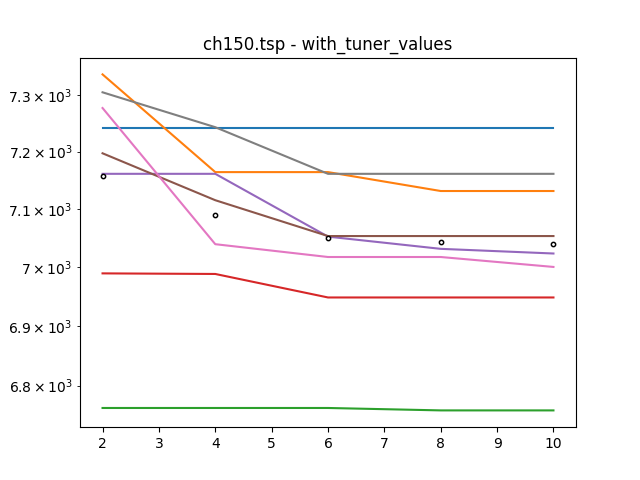 ch150.tsp - with_tuner_values
7.3 × 10³
7.2 × 10³
7.1 × 10³
7 × 10³
6.9 × 10³
6.8 × 10³
2 3 4 5 6 7 8 9 10